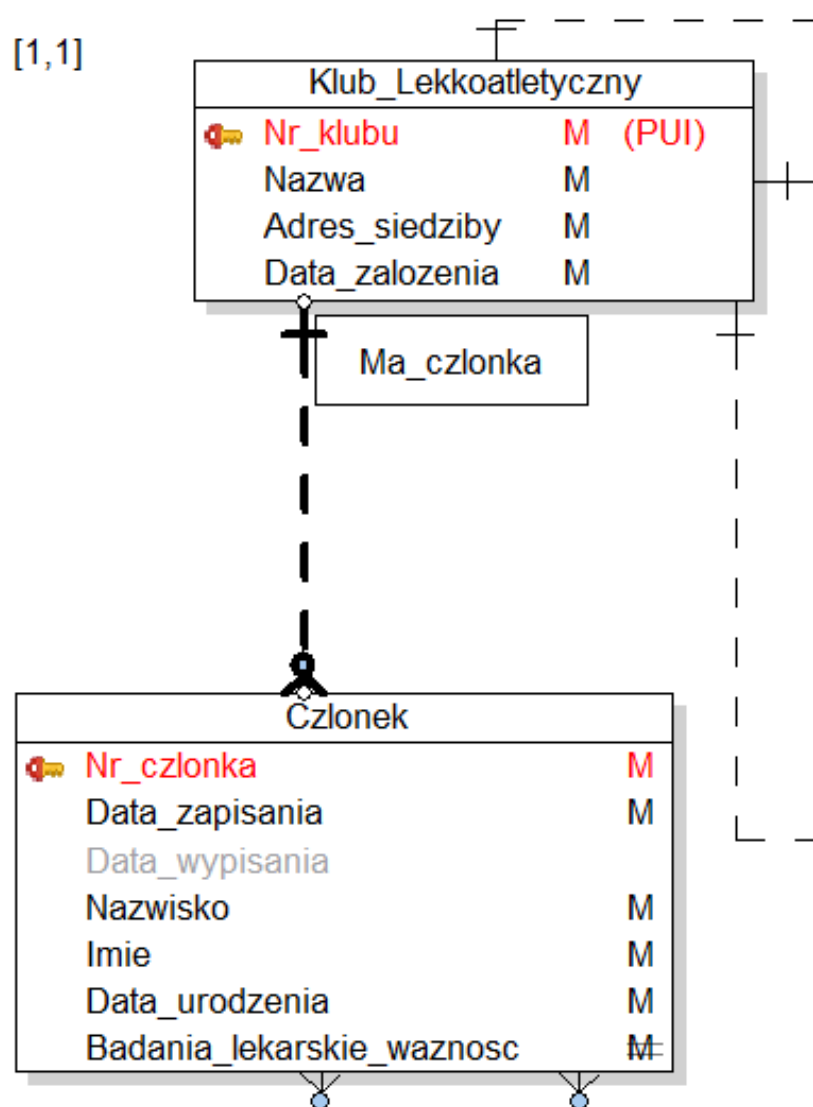 [1,1]
Klub_Lekkoatletyczny
Nr_klubu M (PUI)
Nazwa M
Adres_siedziby M
Data_zalozenia M
Ma_czlonka
Czlonek
Nr_czlonka M
Data_zapisania M
Data_wypisania
Nazwisko M
Imie M
Data_urodzenia M
Badania_lekarskie_waznosc M